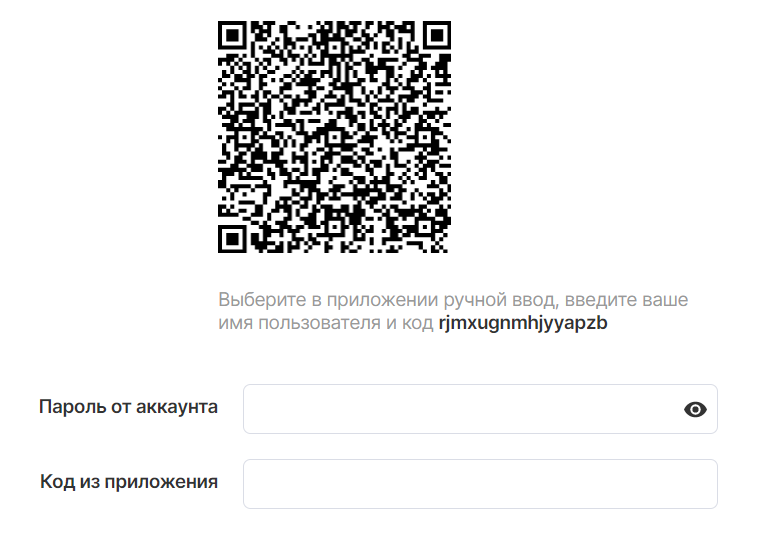 Выберите в приложении ручной ввод, введите ваше
имя пользователя и код rjmxugnmhjyyapzb
Пароль от аккаунта
Код из приложения